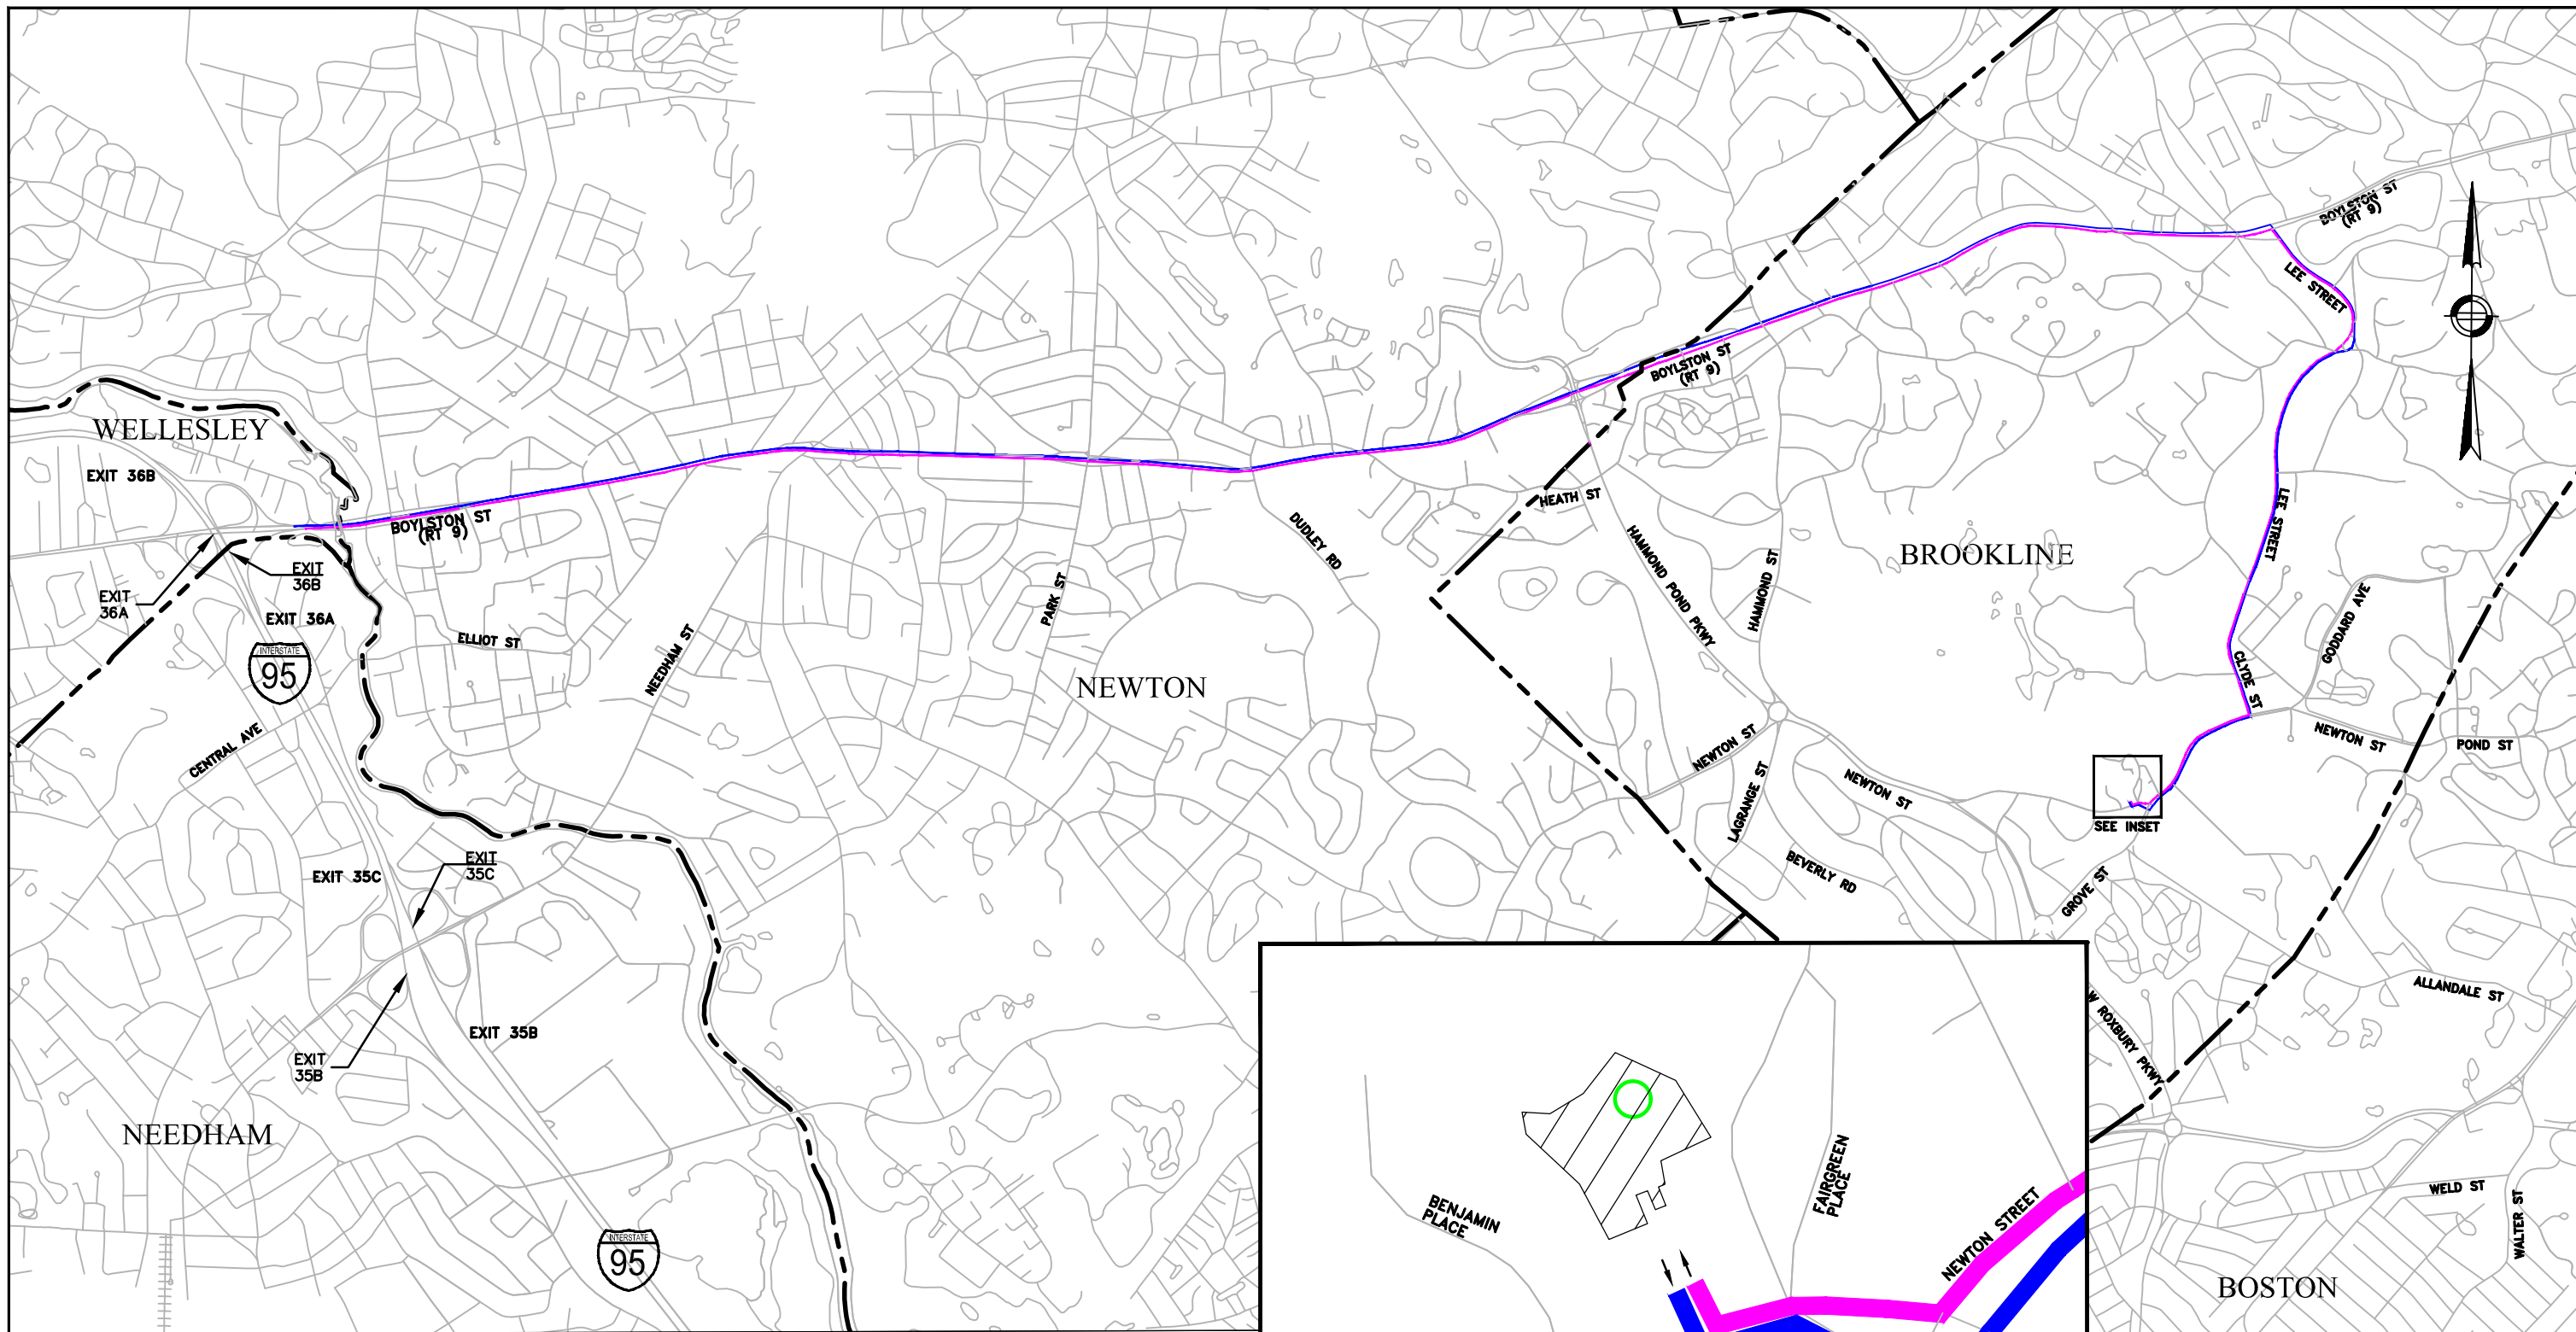 BOYLSTON ST
(RT 9)
LEE STREET
BOYLSTON ST
(RT 9)
WELLESLEY
EXIT 36B
BOYLSTON ST
(RT 9)
HEATH ST
DUDLEY RD
LEE STREET
BROOKLINE
EXIT
36B
EXIT
36A
EXIT 36A
HAMMOND POND PKWY
HAMMOND ST
PARK ST
ELLIOT ST
NEEDHAM ST
GODDARD AVE
INTERSTATE
95
CLYDE ST
NEWTON
CENTRAL AVE
NEWTON ST
NEWTON ST
POND ST
LAGRANGE ST
NEWTON ST
SEE INSET
EXIT
35C
EXIT 35C
BEVERLY RD
GROVE ST
ALLANDALE ST
EXIT 35B
EXIT
35B
W ROXBURY PKWY
NEEDHAM
FAIRGREEN
PLACE
BENJAMIN
PLACE
NEWTON STREET
WELD ST
WALTER ST
INTERSTATE
95
BOSTON